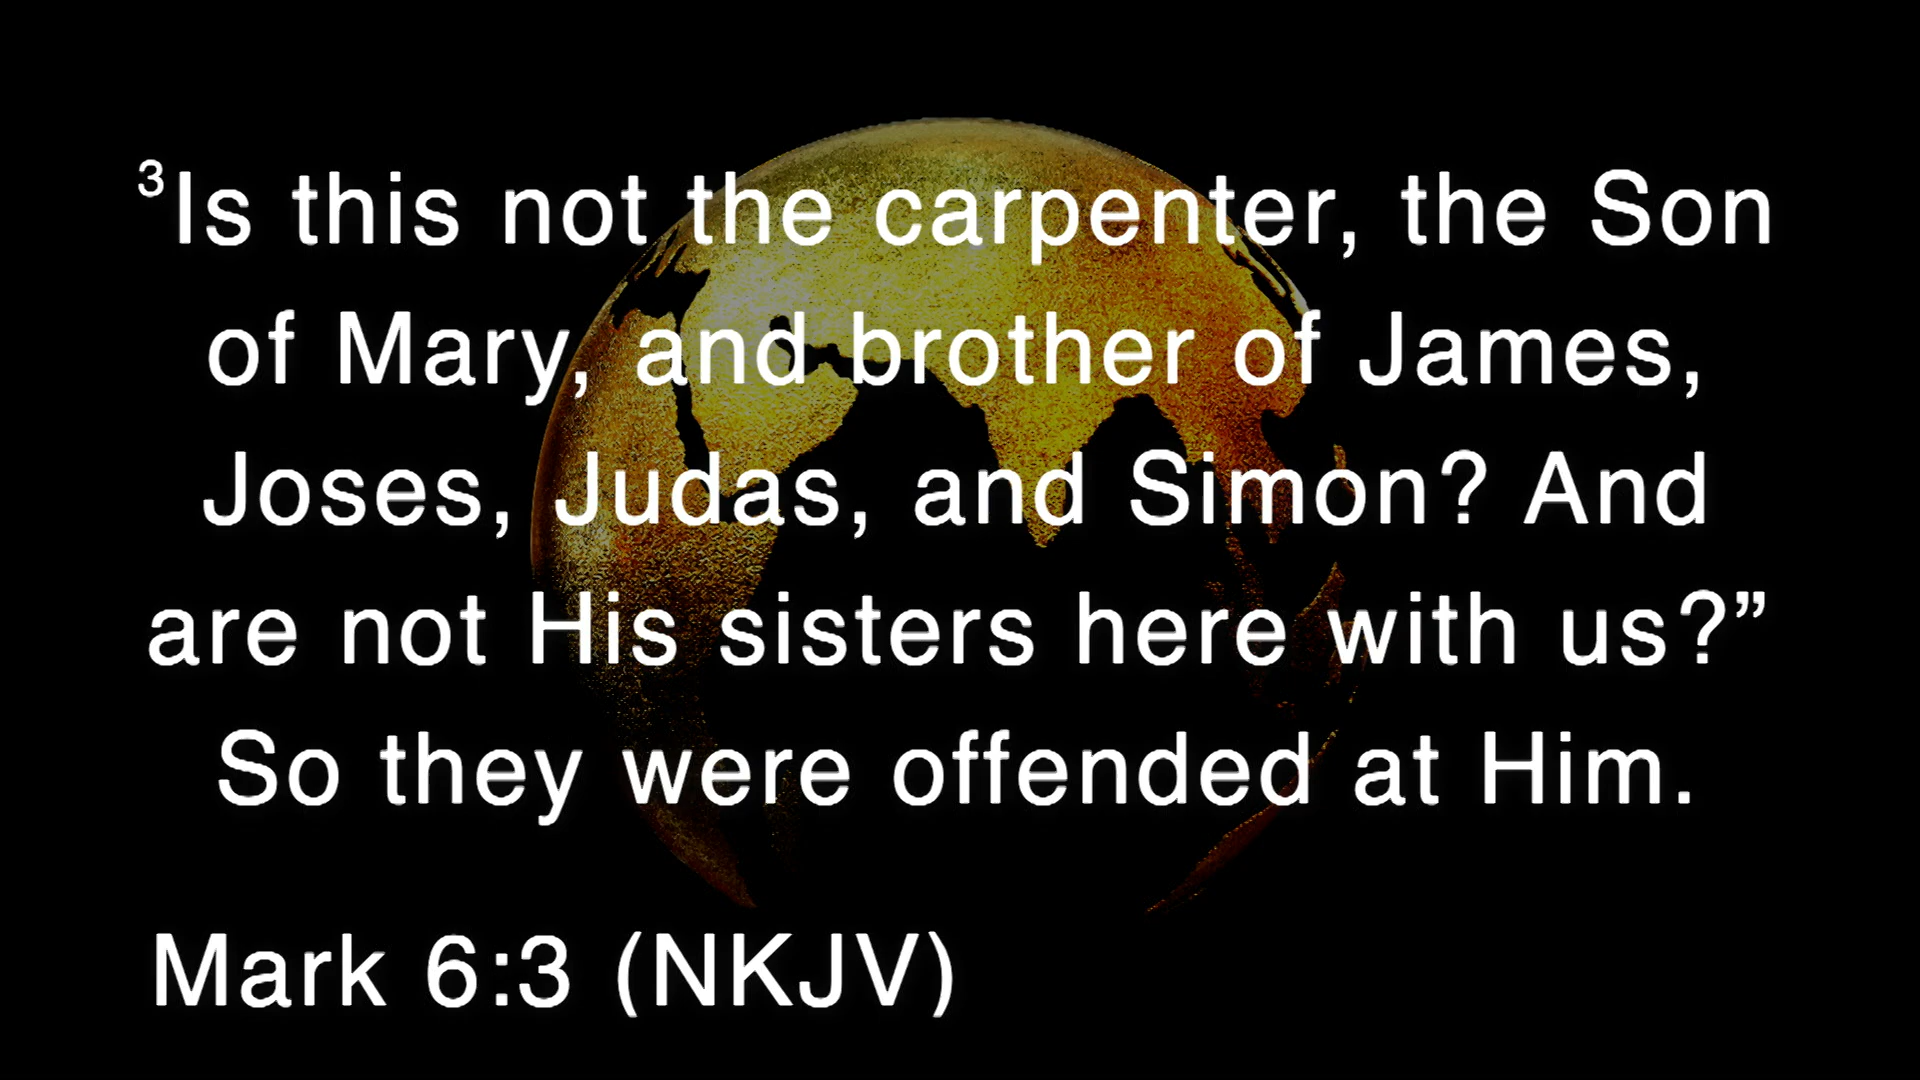 ³Is this not the carpenter, the Son
of Mary, and brother of James,
Joses, Judas, and Simon? And
are not His sisters here with us?”
So they were offended at Him.
Mark 6:3 (NKJV)